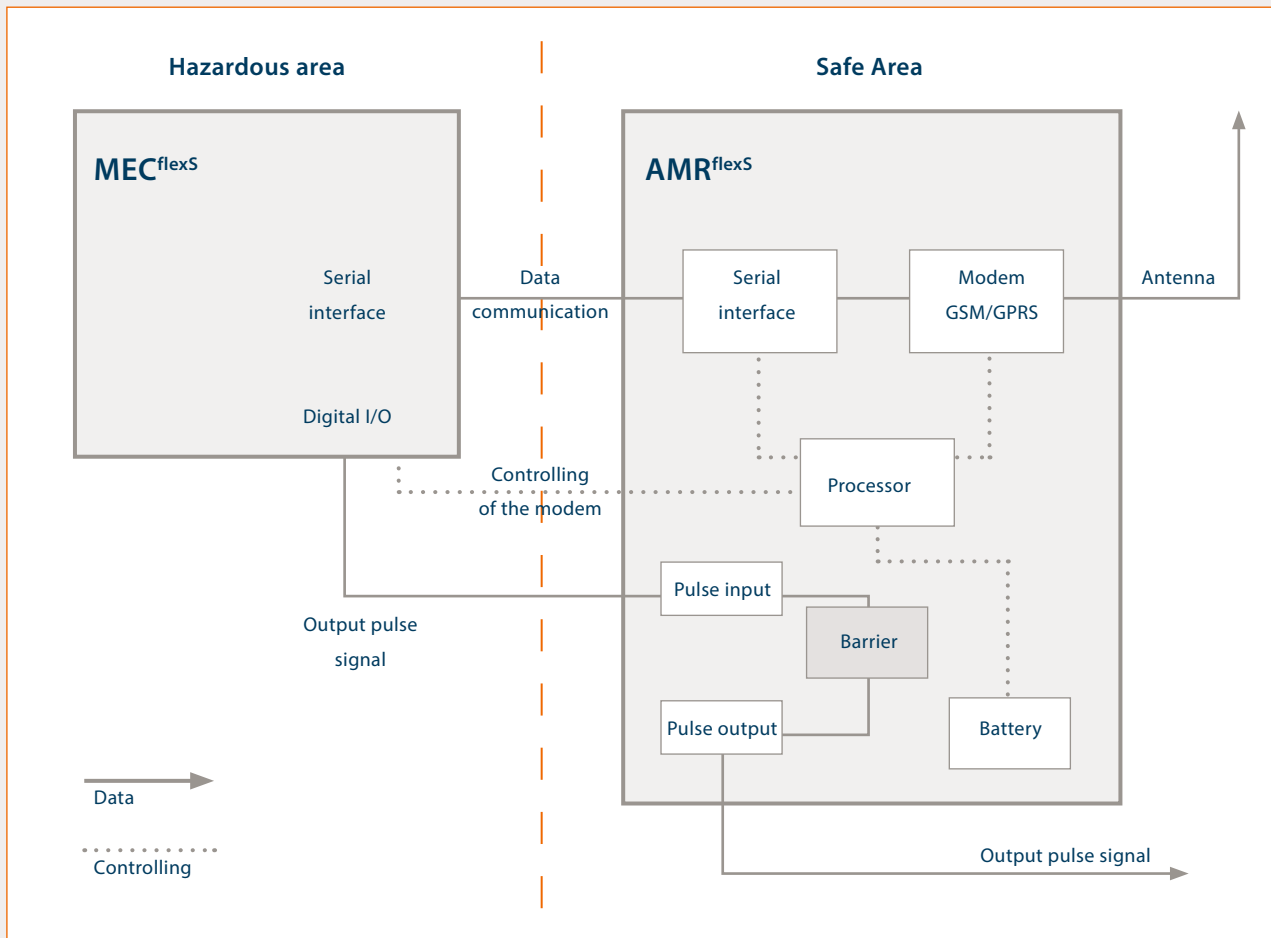 Hazardous area
Safe Area
MECflexS
AMRflexS
Serial
interface
Data
communication
Serial
interface
Modem
GSM/GPRS
Antenna
Digital I/O
Controlling
of the modem
Processor
Pulse input
Output pulse
signal
Barrier
Pulse output
Battery
Data
Controlling
Output pulse signal